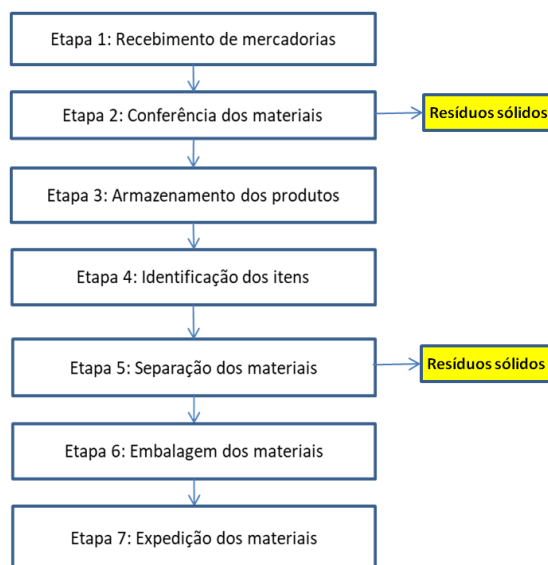 Etapa 1: Recebimento de mercadorias
Etapa 2: Conferência dos materiais
Resíduos sólidos
Etapa 3: Armazenamento dos produtos
Etapa 4: Identificação dos itens
Etapa 5: Separação dos materiais
Resíduos sólidos
Etapa 6: Embalagem dos materiais
Etapa 7: Expedição dos materiais